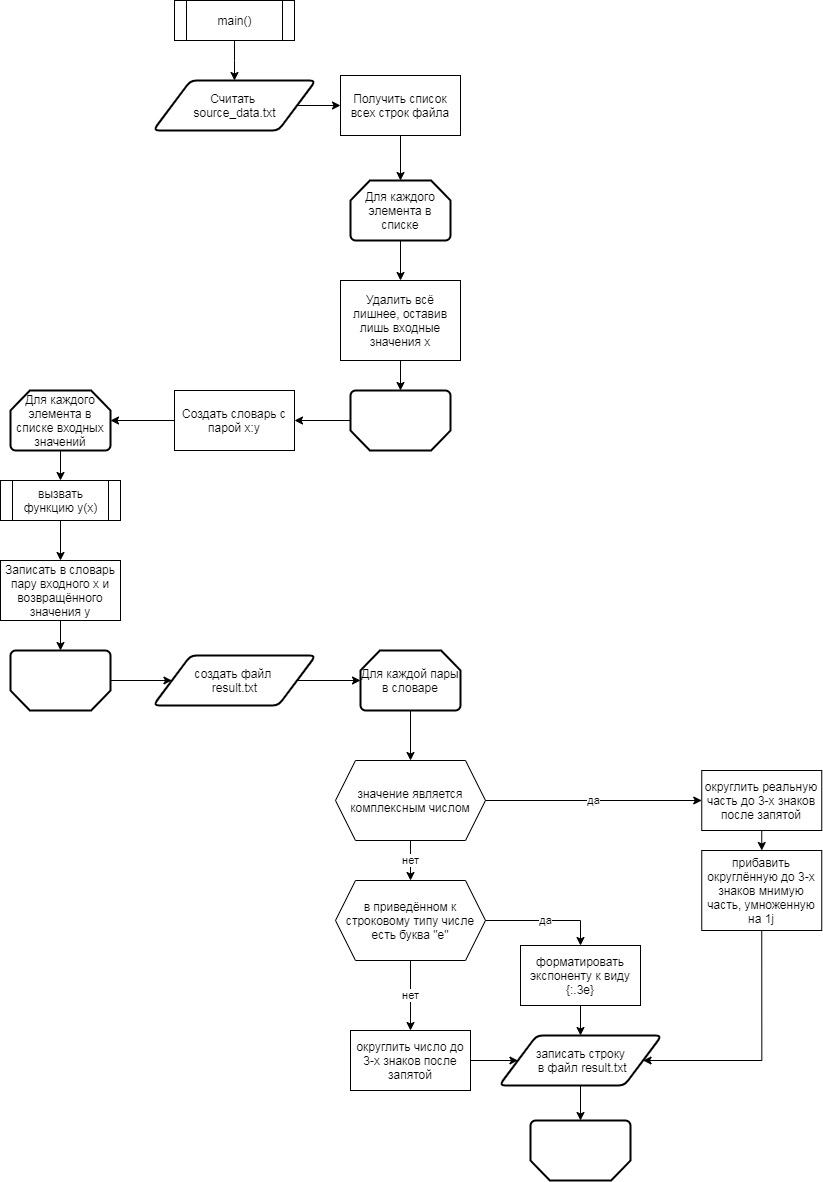 main()
Считать
source_data.txt
Получить список
всех строк файла
Для каждого
элемента в
списке
Удалить всё
лишнее, оставив
лишь входные
значения x
Создать словарь с
парой x:y
Для каждого
элемента в
списке входных
значений
вызвать
функцию y(x)
Записать в словарь
пару входного x и
возвращённого
значения y
создать файл
result.txt
Для каждой пары
в словаре
значение является
комплексным числом
да
округлить реальную
часть до 3-х знаков
после запятой
прибавить
округлённую до 3-х
знаков мнимую
часть, умноженную
на 1j
нет
в приведённом к
строковому типу числе
есть буква "e"
да
форматировать
экспоненту к виду
{:.3e}
нет
округлить число до
3-х знаков после
запятой
записать строку
в файл result.txt